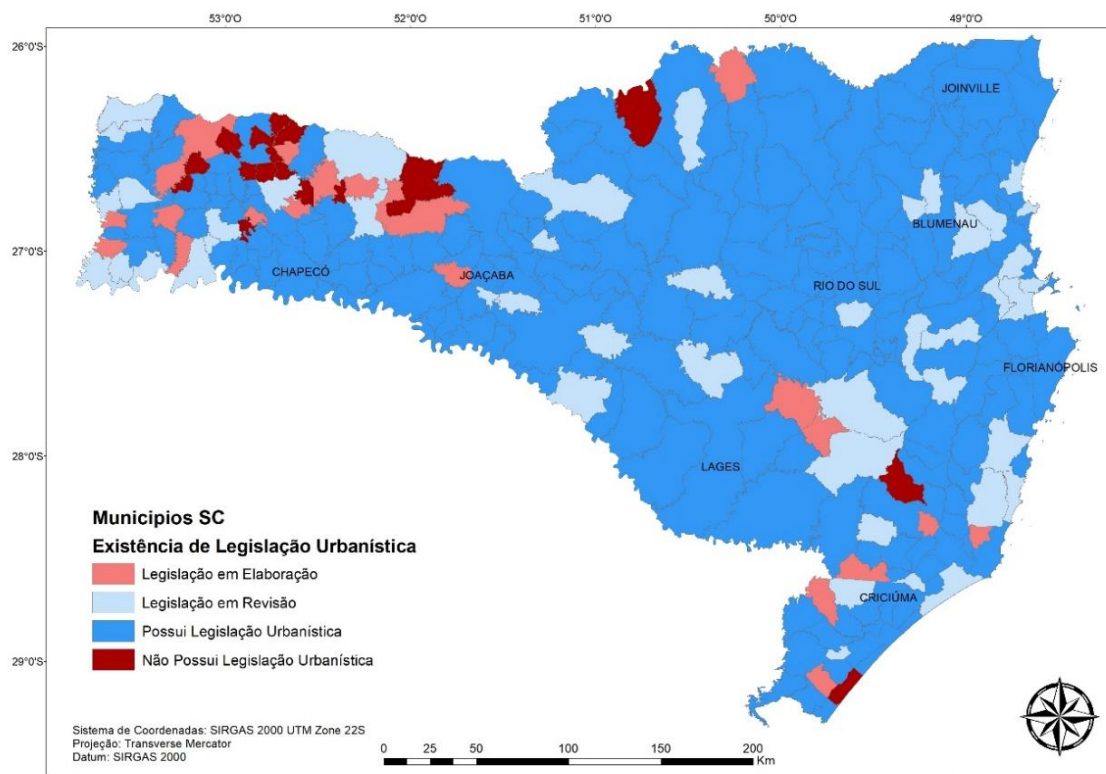 53°0'O 52°0'O 51°0'O 50°0'O 49°0'O
26°0'S
JOINVILLE
BLUMENAU
27°0'S
CHAPECÓ JOAÇABA
RIO DO SUL
FLORIANÓPOLIS
28°0'S
LAGES
Municipios SC
Existência de Legislação Urbanística
Legislação em Elaboração
Legislação em Revisão
CRICIÚMA
Possui Legislação Urbanística
Não Possui Legislação Urbanística
29°0'S
Sistema de Coordenadas: SIRGAS 2000 UTM Zone 22S
Projeção: Transverse Mercator
Datum: SIRGAS 2000
0 25 50 100 150 200
Km